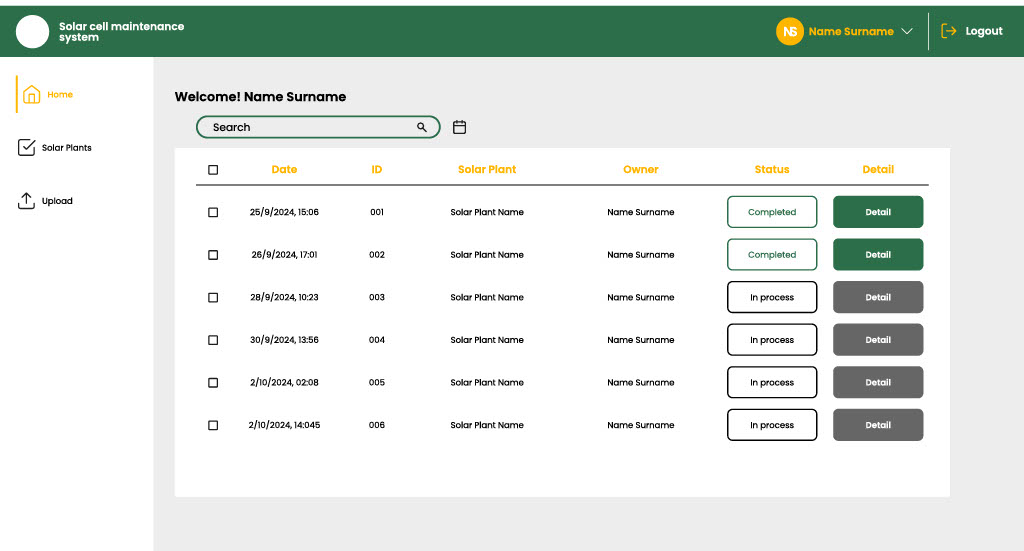 Solar cell maintenance
system
NS Name Surname Logout
Home
Solar Plants
Upload
Welcome! Name Surname
Search
Date ID Solar Plant Owner Status Detail
25/9/2024, 15:06 001 Solar Plant Name Name Surname Completed Detail
26/9/2024, 17:01 002 Solar Plant Name Name Surname Completed Detail
28/9/2024, 10:23 003 Solar Plant Name Name Surname In process Detail
30/9/2024, 13:56 004 Solar Plant Name Name Surname In process Detail
2/10/2024, 02:08 005 Solar Plant Name Name Surname In process Detail
2/10/2024, 14:045 006 Solar Plant Name Name Surname In process Detail